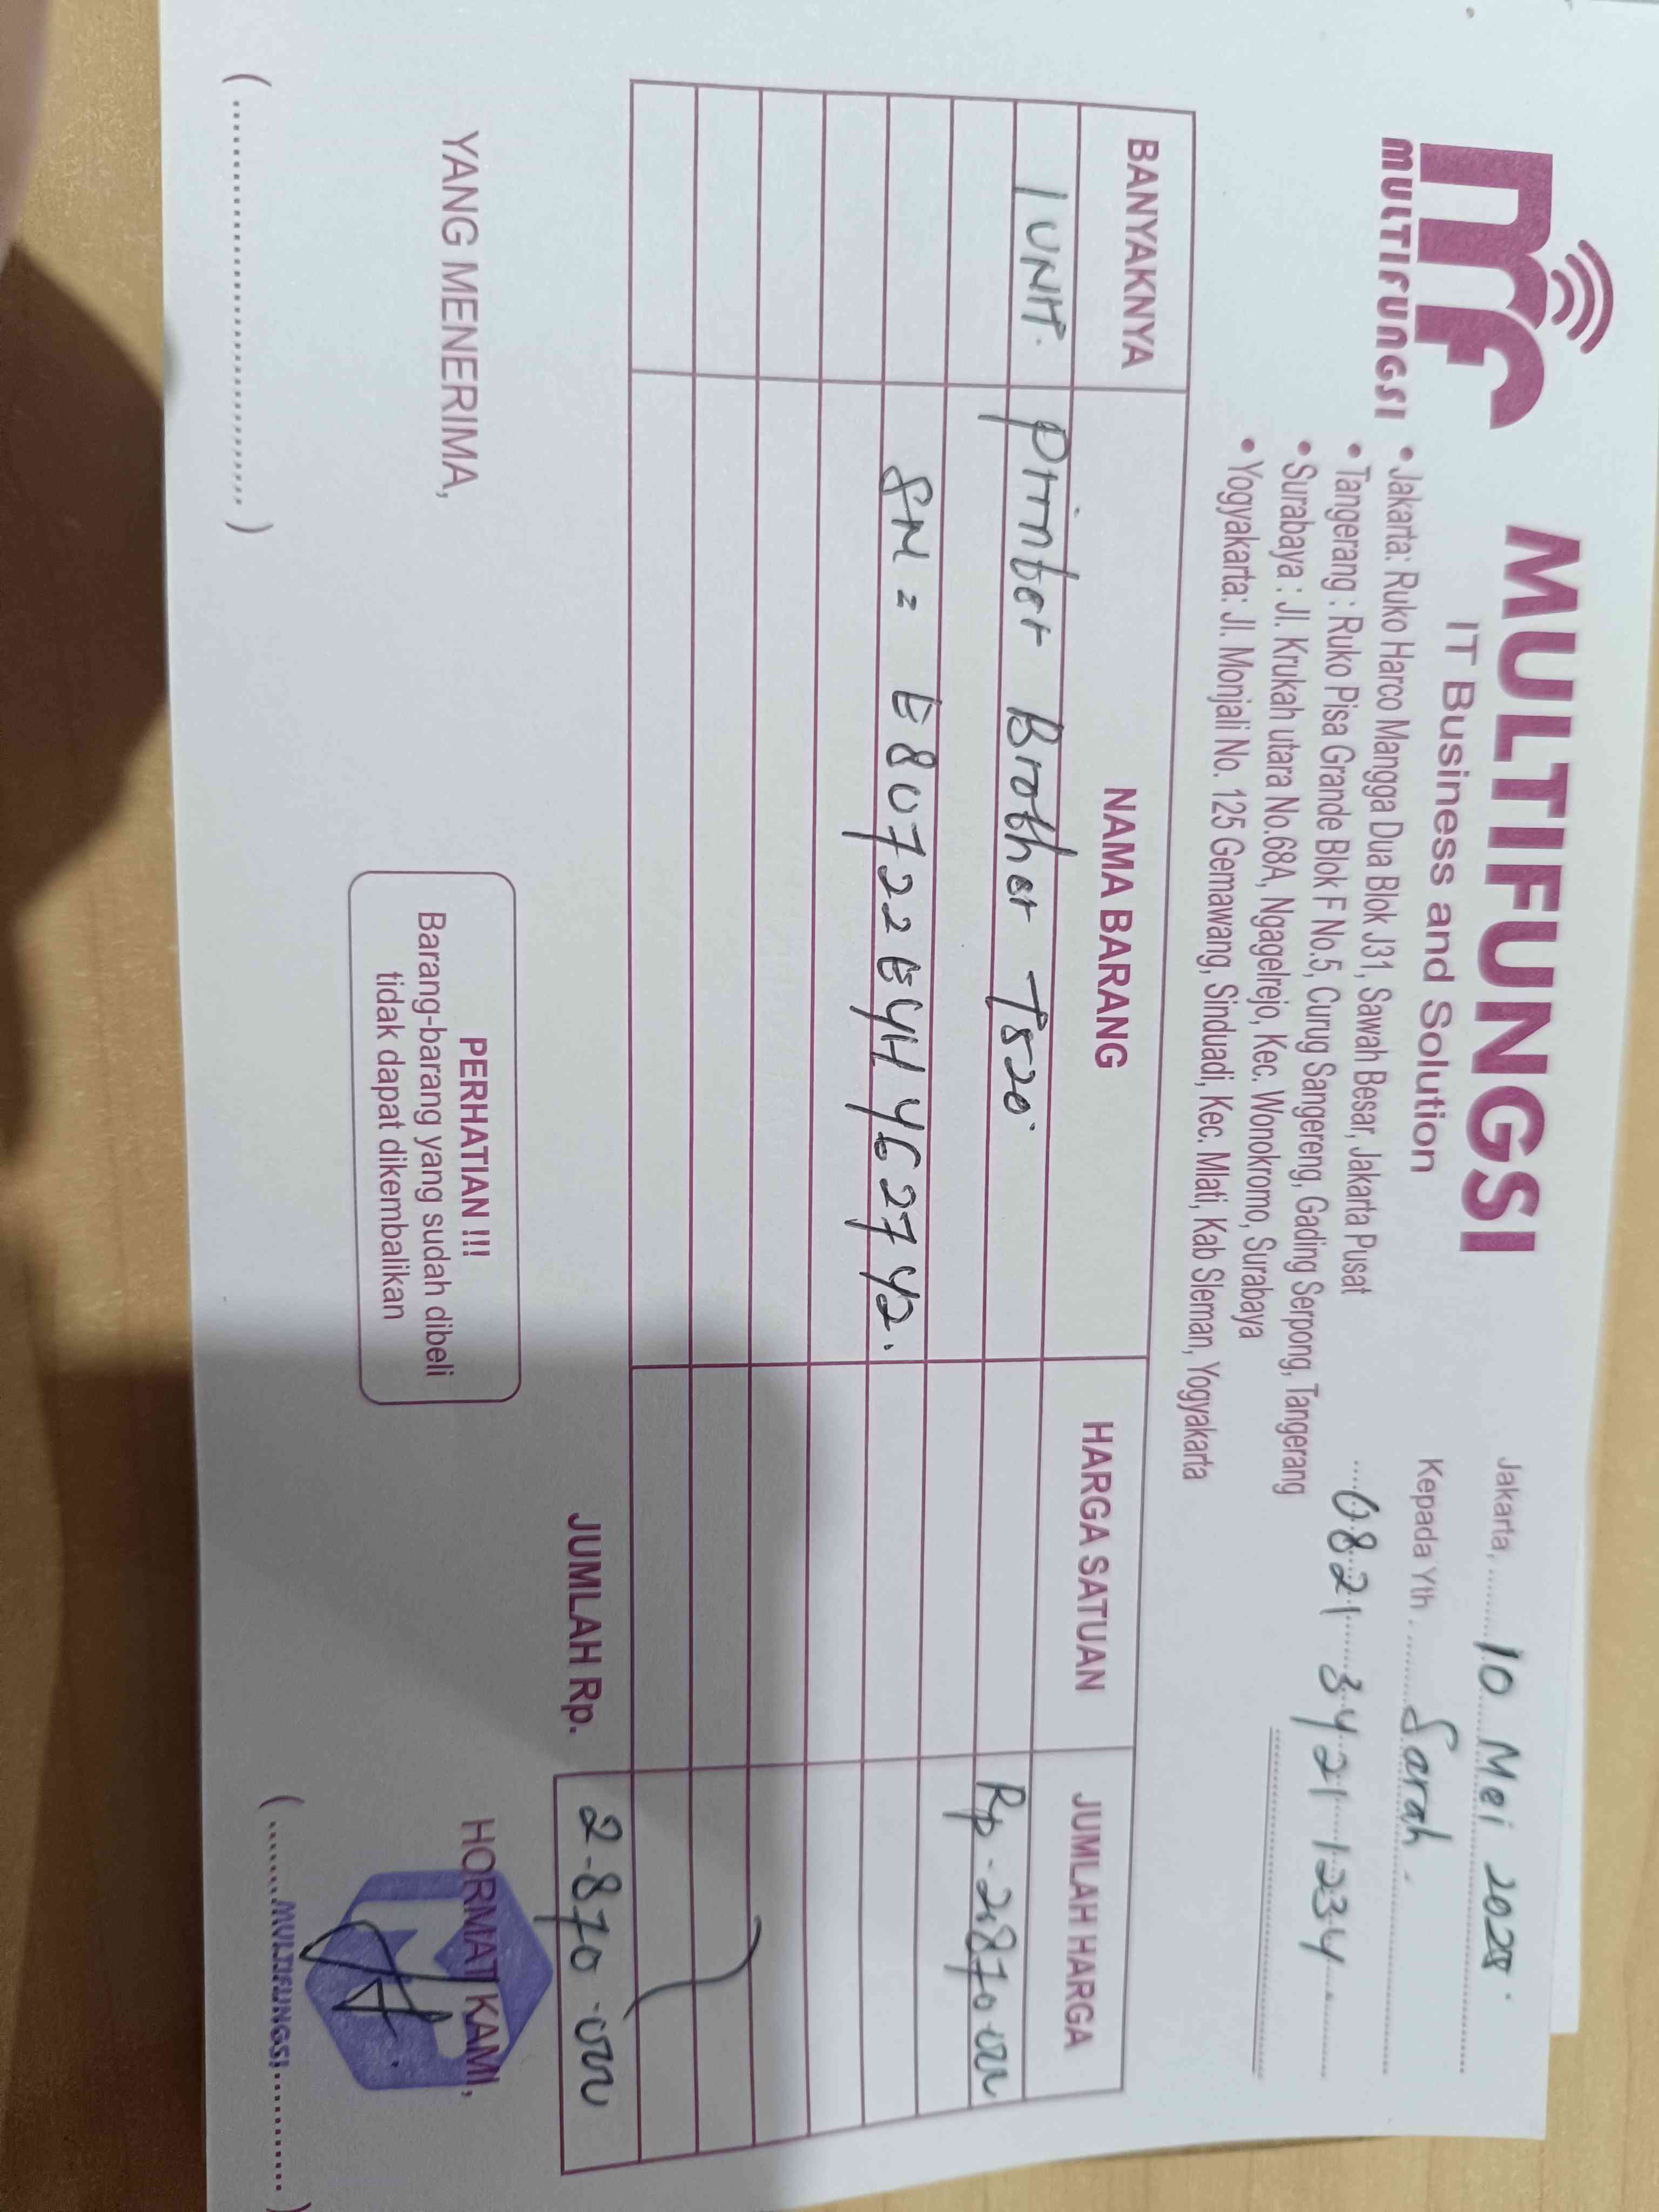 MULTIFUNGSI
MULTIFUNGSI
IT Business and Solution
• Jakarta: Ruko Harco Mangga Dua Blok J31, Sawah Besar, Jakarta Pusat
• Tangerang : Ruko Pisa Grande Blok F No.5, Curug Sangereng, Gading Serpong, Tangerang
• Surabaya : Jl. Krukah utara No.68A, Ngagelrejo, Kec. Wonokromo, Surabaya
• Yogyakarta: Jl. Monjali No. 125 Gemawang, Sinduadi, Kec. Mlati, Kab Sleman, Yogyakarta
Jakarta, 10 Mei 2025
Kepada Yth. Sarah.
0821 3421 1234
BANYAKNYA NAMA BARANG HARGA SATUAN JUMLAH HARGA
1 Unit. Printer Brother T520 Rp. 2.870.000
SN = E80722E4H462742.
JUMLAH Rp. 2.870.000
YANG MENERIMA,
PERHATIAN !!!
Barang-barang yang sudah dibeli
tidak dapat dikembalikan
HORMAT KAMI,
MULTIFUNGSI